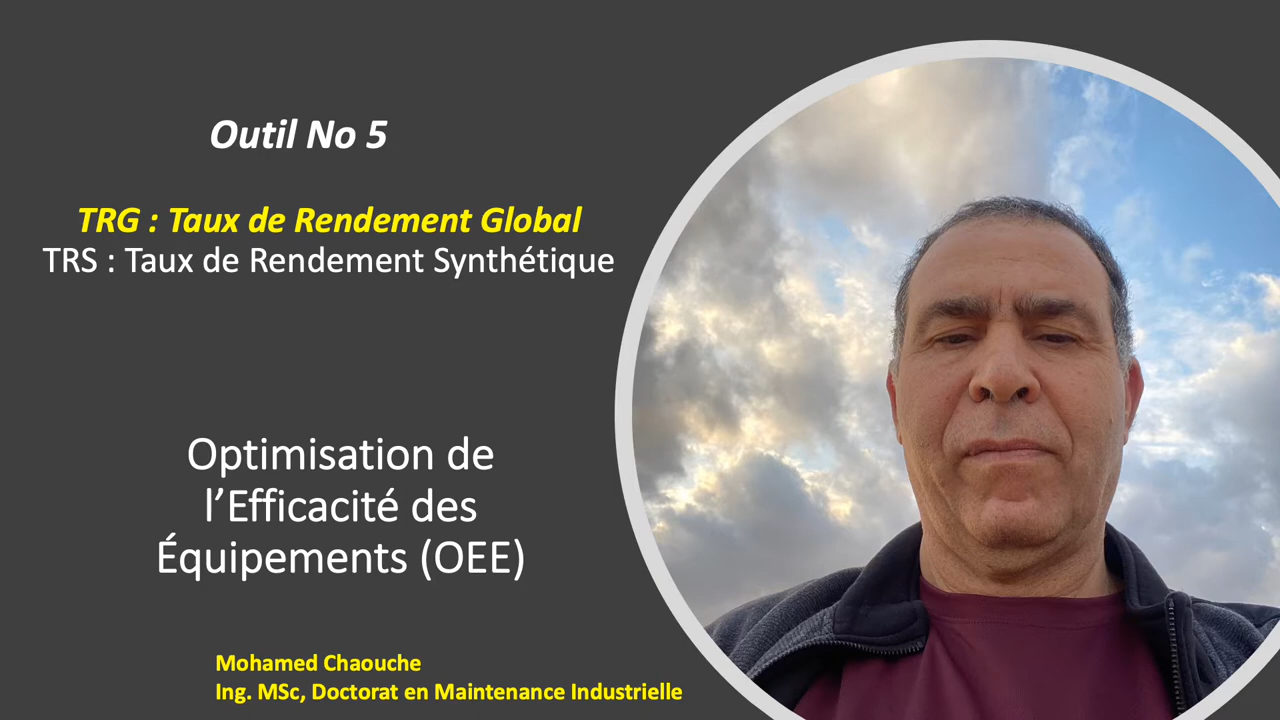 Outil No 5
TRG : Taux de Rendement Global
TRS : Taux de Rendement Synthétique
Optimisation de
l’Efficacité des
Équipements (OEE)
Mohamed Chaouche
Ing. MSc, Doctorat en Maintenance Industrielle